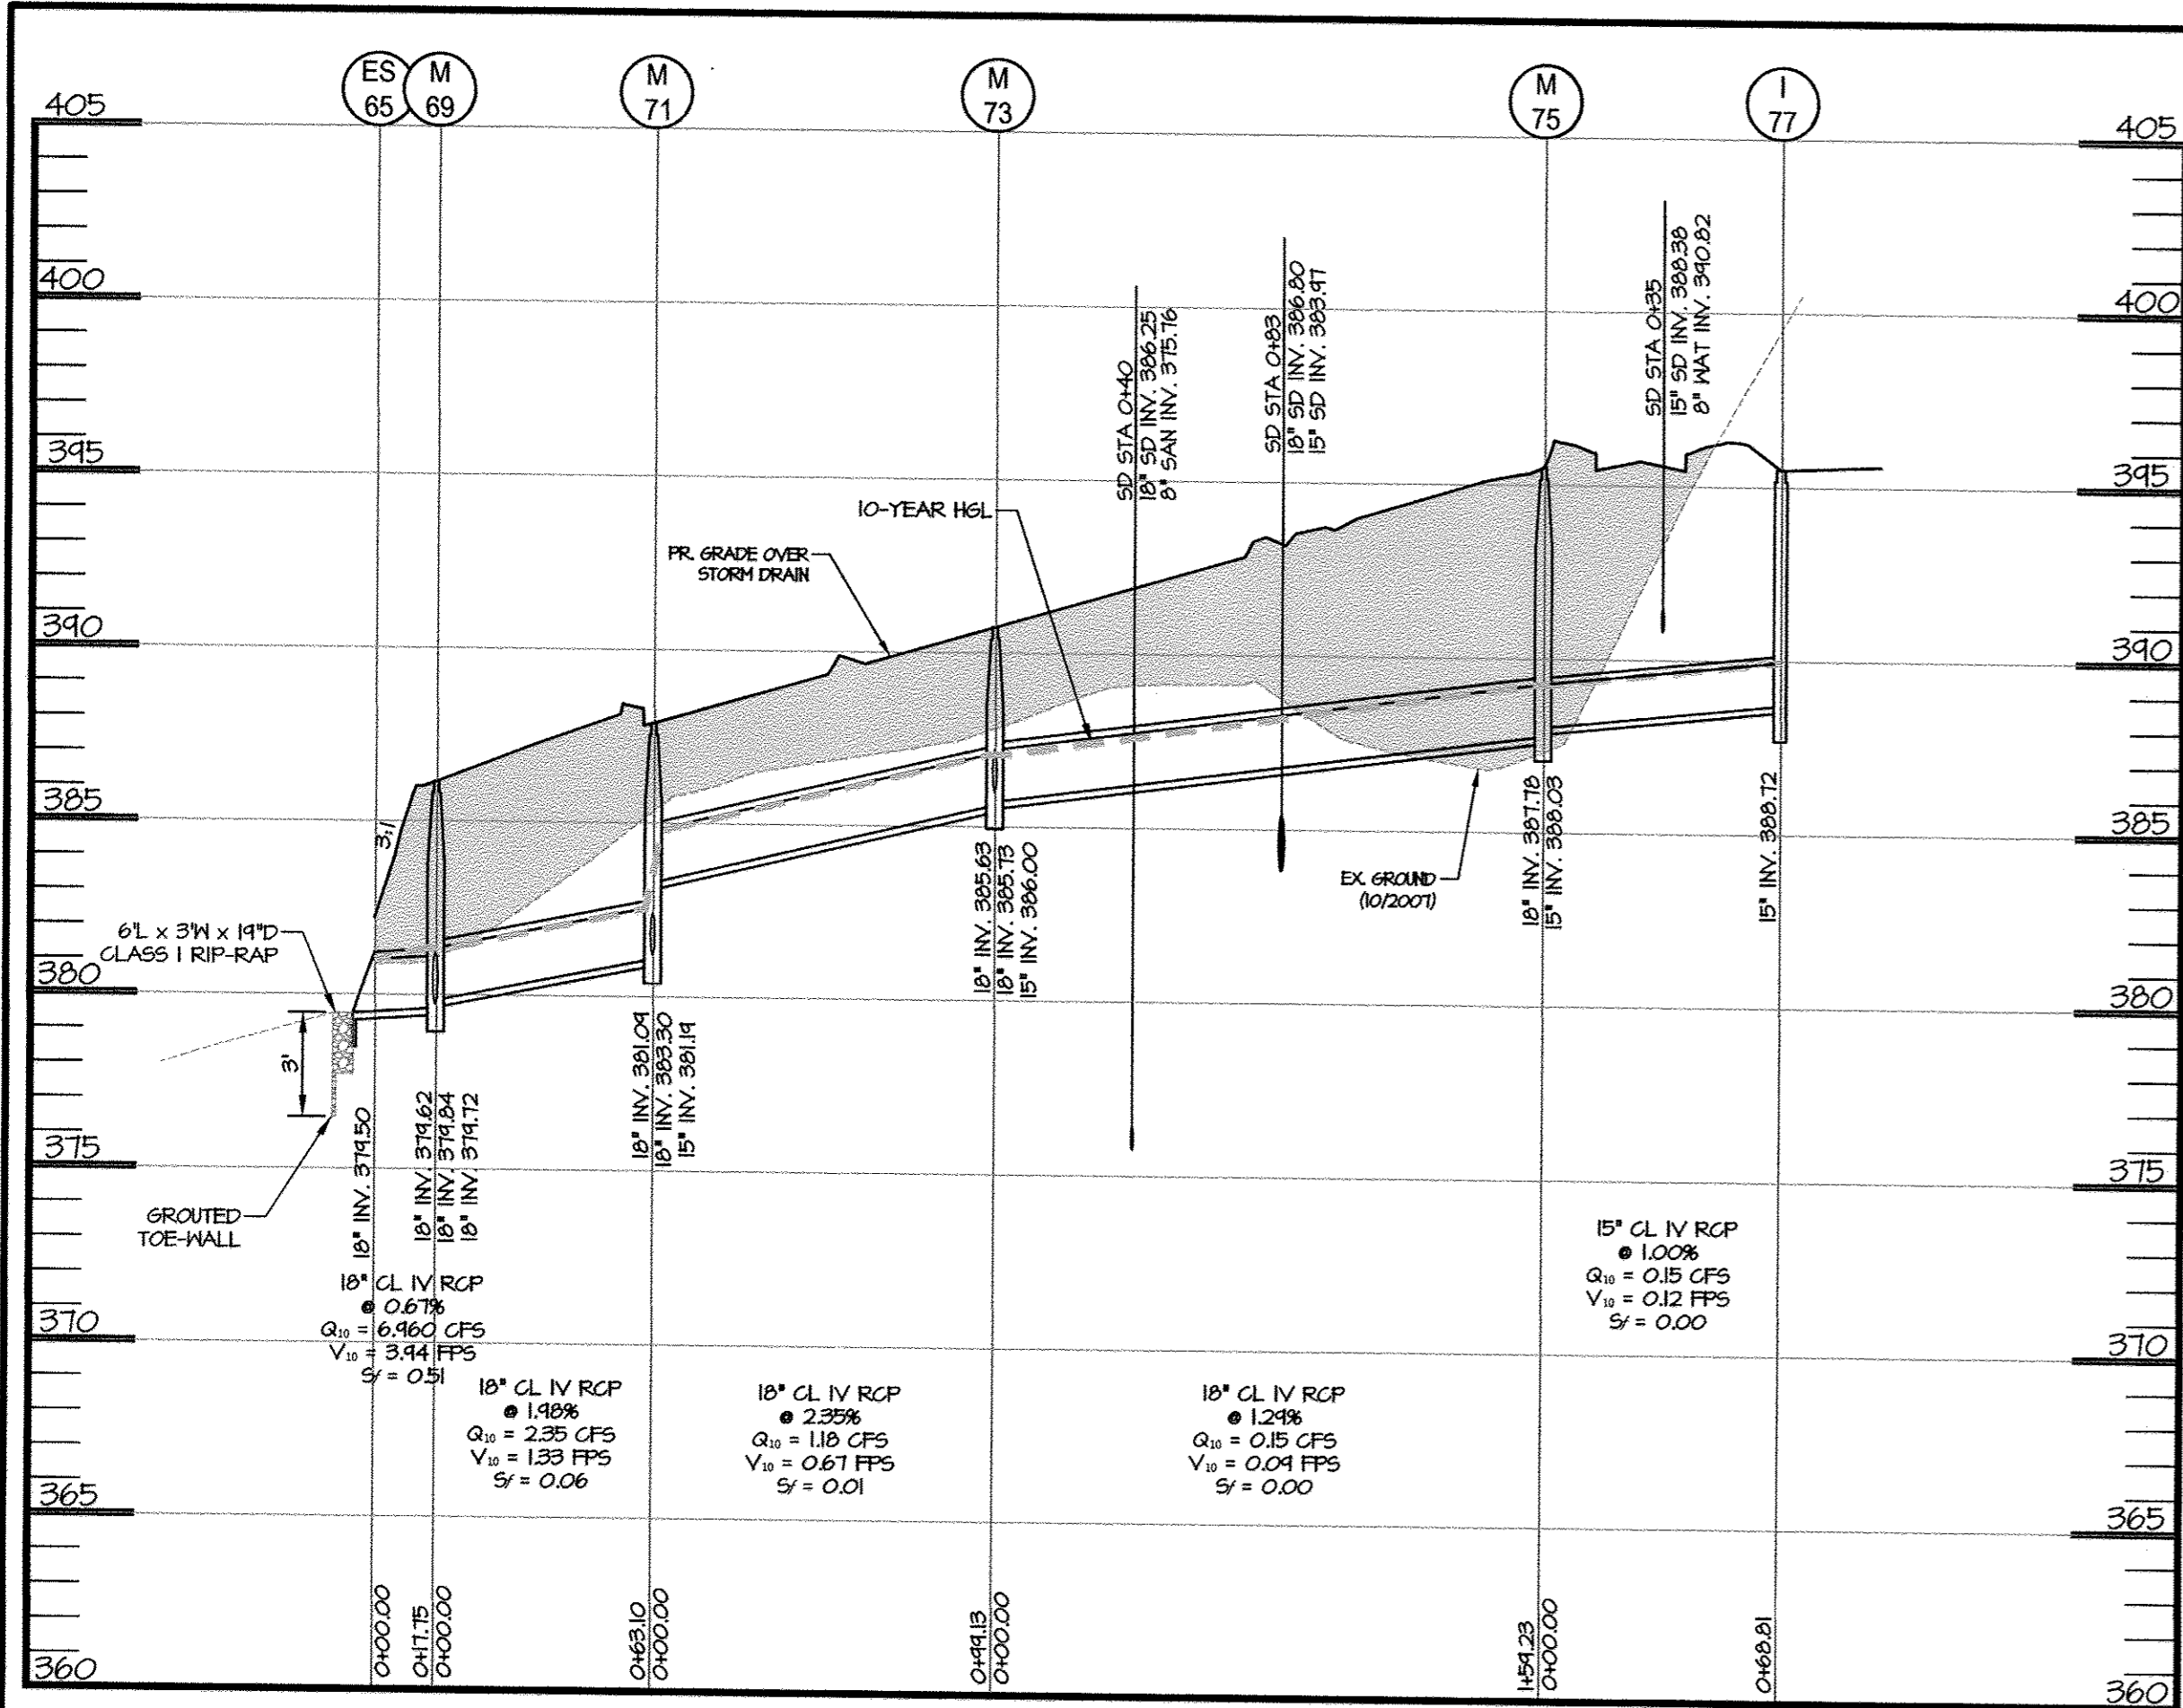 ES
65
M
69
M
71
M
73
M
75
I
77
405
405
400
400
395
395
390
390
385
385
380
380
375
375
370
370
365
365
360
360
SD STA 0+40
18" SD INV. 386.25
8" SAN INV. 375.76
SD STA 0+83
18" SD INV. 386.80
15" SD INV. 383.97
SD STA 0+35
15" SD INV. 388.38
8" WAT INV. 390.82
10-YEAR HGL
PR. GRADE OVER
STORM DRAIN
3:1
6'L x 3'W x 19"D
CLASS I RIP-RAP
3'
GROUTED
TOE-WALL
EX. GROUND
(10/2007)
18" INV. 379.50
18" INV. 379.62
18" INV. 379.84
18" INV. 379.72
18" INV. 381.09
18" INV. 383.30
15" INV. 381.19
18" INV. 385.63
18" INV. 385.73
15" INV. 386.00
18" INV. 387.78
15" INV. 388.03
15" INV. 388.72
18" CL IV RCP
@ 0.67%
Q10 = 6.960 CFS
V10 = 3.94 FPS
Sf = 0.51
18" CL IV RCP
@ 1.98%
Q10 = 2.35 CFS
V10 = 1.33 FPS
Sf = 0.06
18" CL IV RCP
@ 2.35%
Q10 = 1.18 CFS
V10 = 0.67 FPS
Sf = 0.01
18" CL IV RCP
@ 1.29%
Q10 = 0.15 CFS
V10 = 0.09 FPS
Sf = 0.00
15" CL IV RCP
@ 1.00%
Q10 = 0.15 CFS
V10 = 0.12 FPS
Sf = 0.00
0+00.00
0+17.75
0+00.00
0+63.10
0+00.00
0+99.13
0+00.00
1+59.23
0+00.00
0+68.81